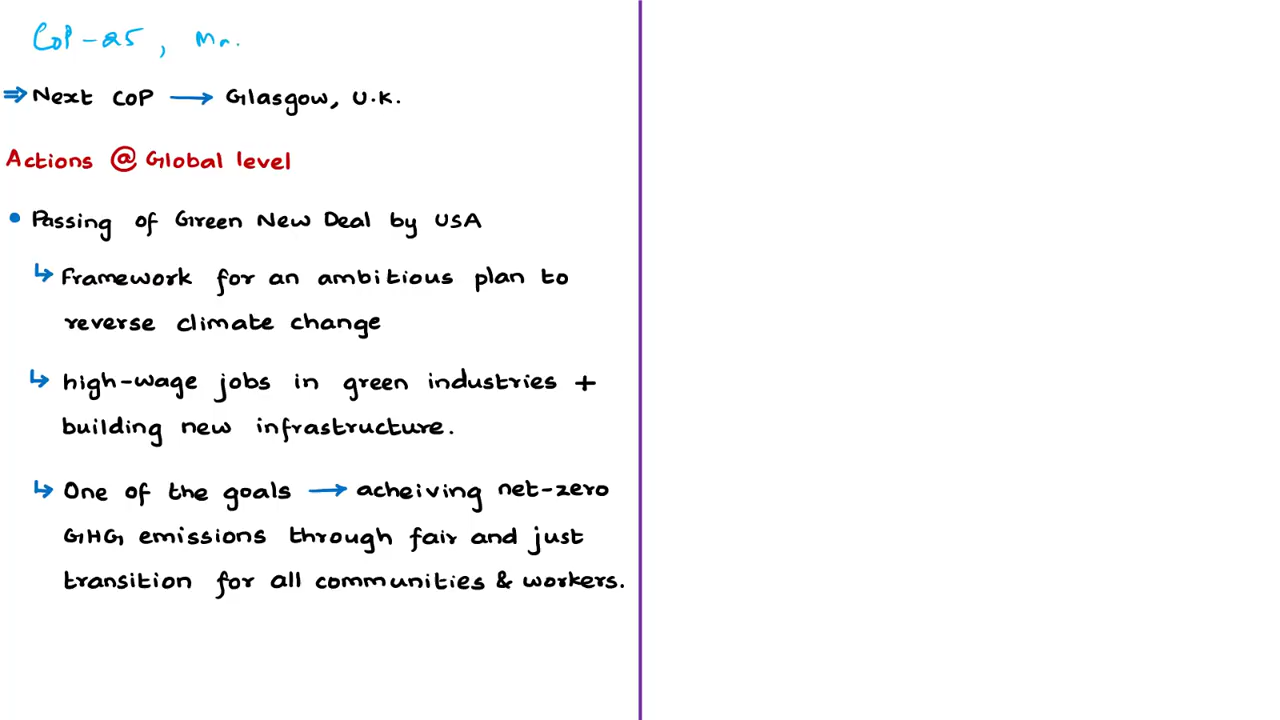 CoP-25,
⇒ Next CoP → Glasgow, U.K.
Actions @ Global level
• Passing of Green New Deal by USA
↳ Framework for an ambitious plan to
reverse climate change
↳ high-wage jobs in green industries +
building new infrastructure.
↳ One of the goals → acheiving net-zero
GHG emissions through fair and just
transition for all communities & workers.